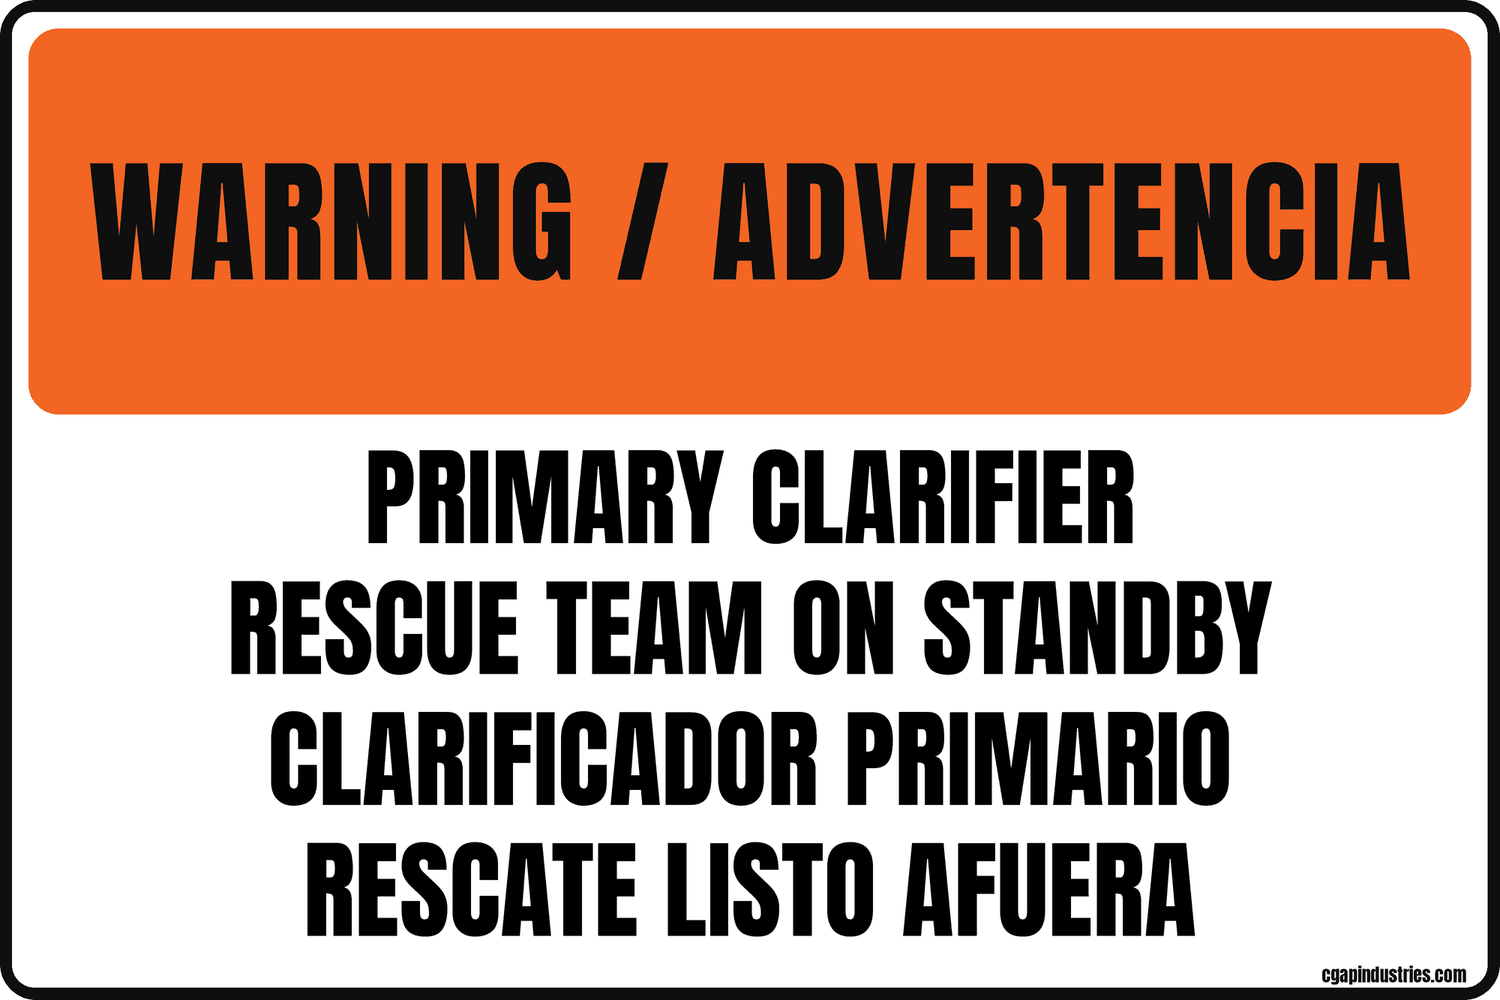 WARNING / ADVERTENCIA
PRIMARY CLARIFIER
RESCUE TEAM ON STANDBY
CLARIFICADOR PRIMARIO
RESCATE LISTO AFUERA
cgapindustries.com